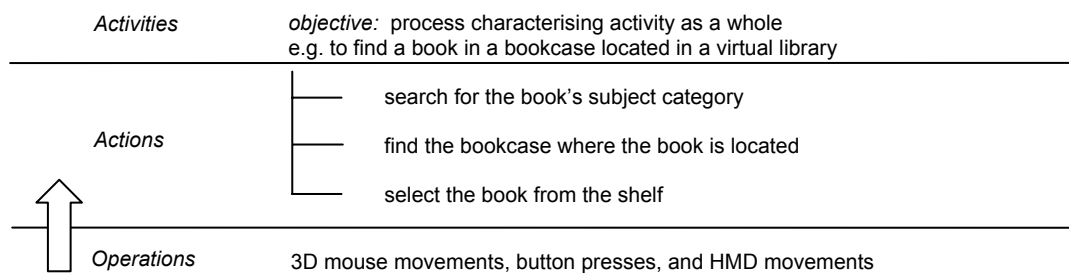 Activities objective: process characterising activity as a whole
e.g. to find a book in a bookcase located in a virtual library
search for the book's subject category
Actions find the bookcase where the book is located
select the book from the shelf
Operations 3D mouse movements, button presses, and HMD movements